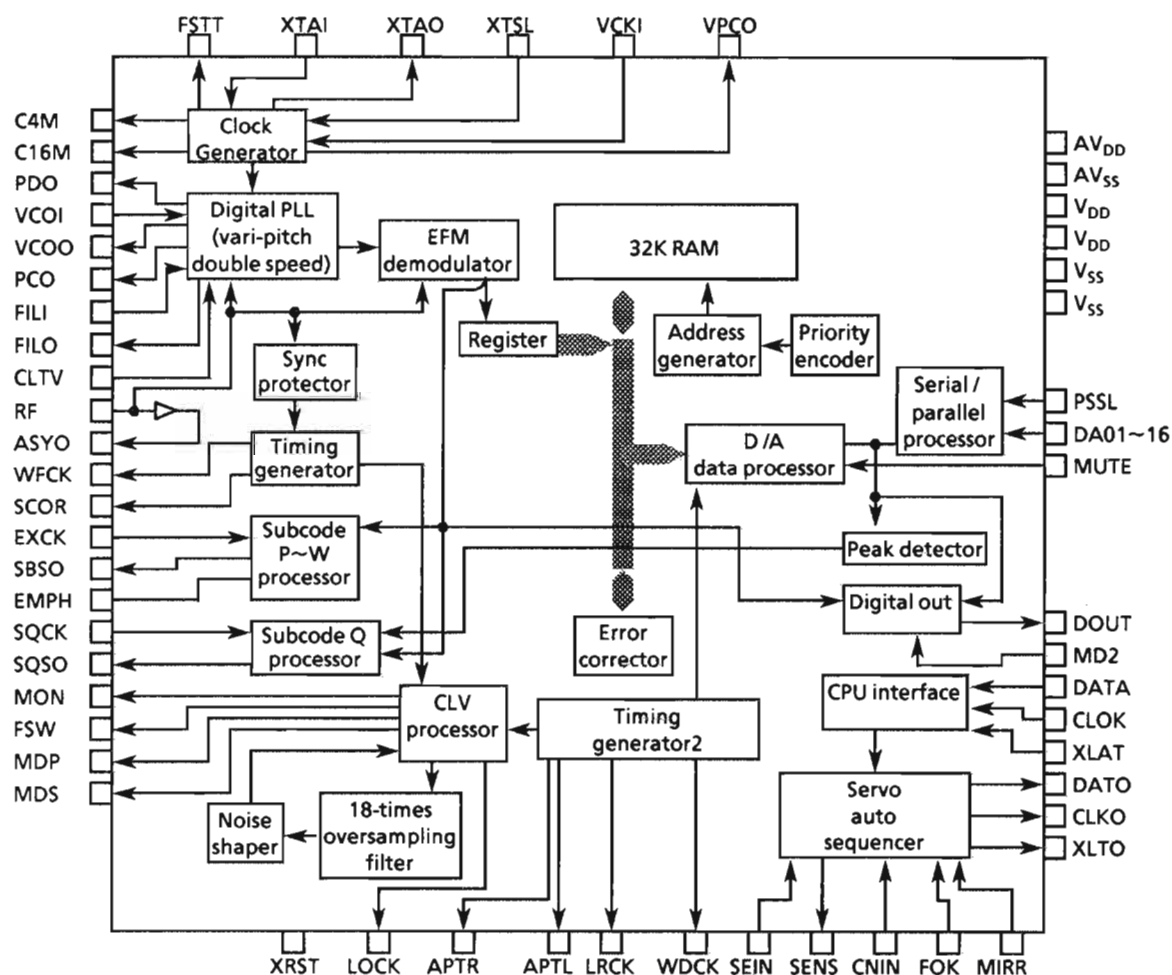 FSTT
XTAI
XTAO
XTSL
VCKI
VPCO
C4M
C16M
PDO
VCOI
VCOO
PCO
FILI
FILO
CLTV
RF
ASYO
WFCK
SCOR
EXCK
SBSO
EMPH
SQCK
SQSO
MON
FSW
MDP
MDS
Clock
Generator
Digital PLL
(vari-pitch
double speed)
EFM
demodulator
32K RAM
Register
Address
generator
Priority
encoder
Sync
protector
Serial /
parallel
processor
Timing
generator
D/A
data processor
Subcode
P~W
processor
Peak detector
Digital out
Subcode Q
processor
Error
corrector
CLV
processor
Timing
generator2
CPU interface
Noise
shaper
18-times
oversampling
filter
Servo
auto
sequencer
AVDD
AVSS
VDD
VDD
VSS
VSS
PSSL
DA01~16
MUTE
DOUT
MD2
DATA
CLOK
XLAT
DATO
CLKO
XLTO
XRST
LOCK
APTR
APTL
LRCK
WDCK
SEIN
SENS
CNIN
FOK
MIRR